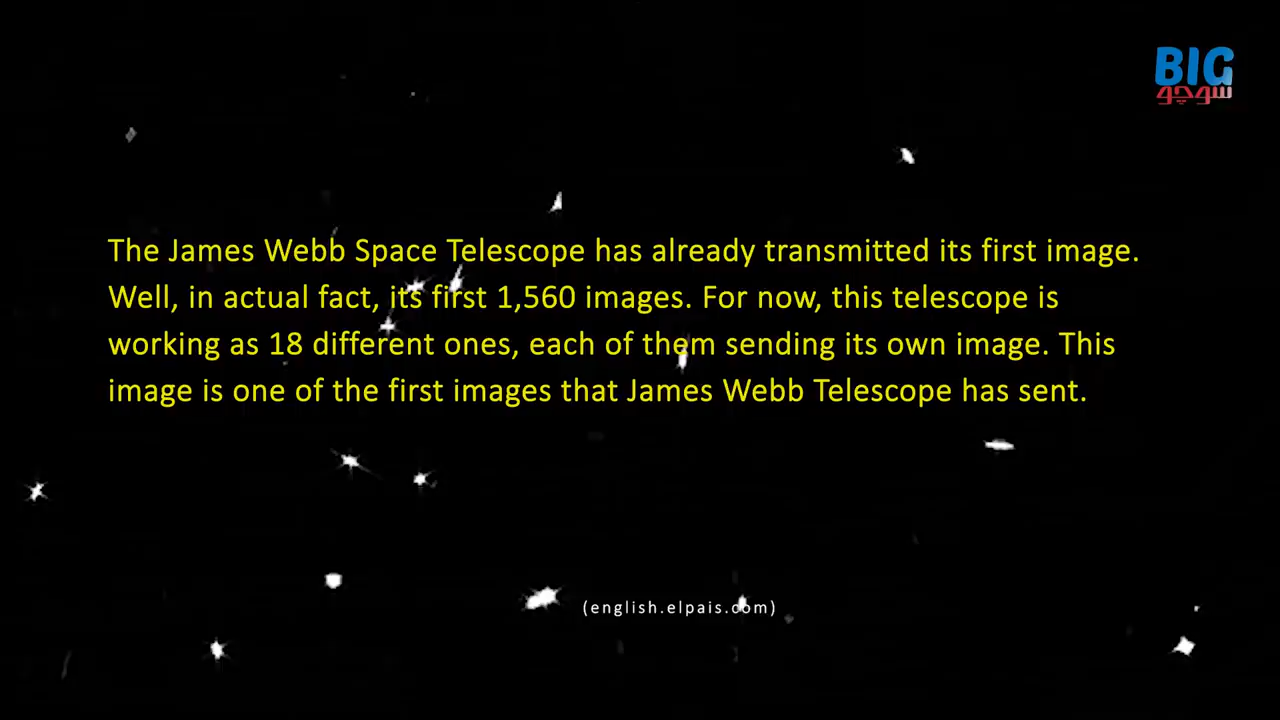 BIG
سوچو
The James Webb Space Telescope has already transmitted its first image.
Well, in actual fact, its first 1,560 images. For now, this telescope is
working as 18 different ones, each of them sending its own image. This
image is one of the first images that James Webb Telescope has sent.
(english.elpais.com)